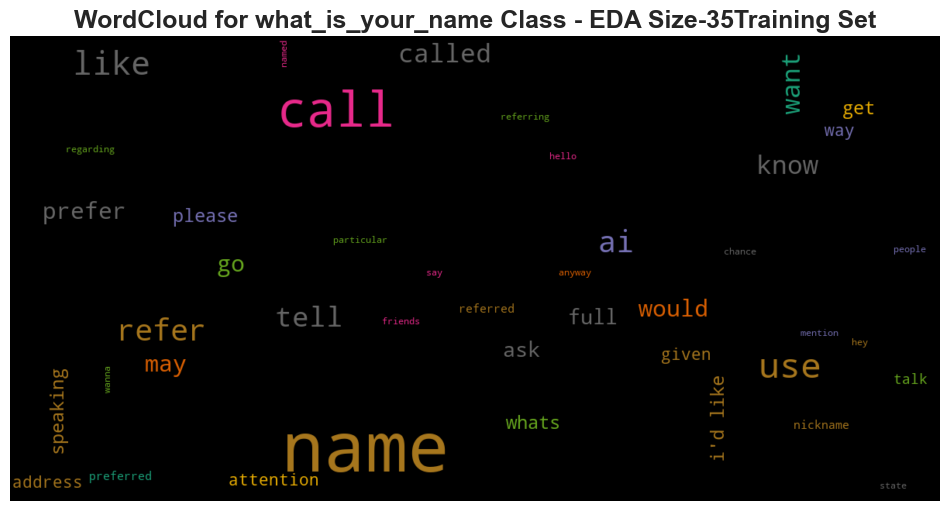 WordCloud for what_is_your_name Class - EDA Size-35Training Set
like
named
called
want
call
get
referring
way
regarding
hello
know
prefer
please
particular
ai
chance
people
go
say
anyway
refer
tell
friends
referred
full
would
mention
hey
may
ask
given
use
talk
wanna
speaking
i'd like
whats
nickname
name
address
preferred
attention
state